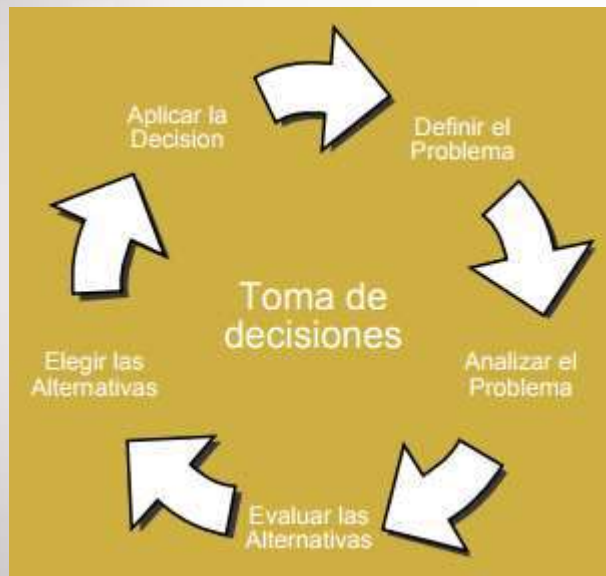 Aplicar la
Decision
Definir el
Problema
Toma de
decisiones
Elegir las
Alternativas
Analizar el
Problema
Evaluar las
Alternativas